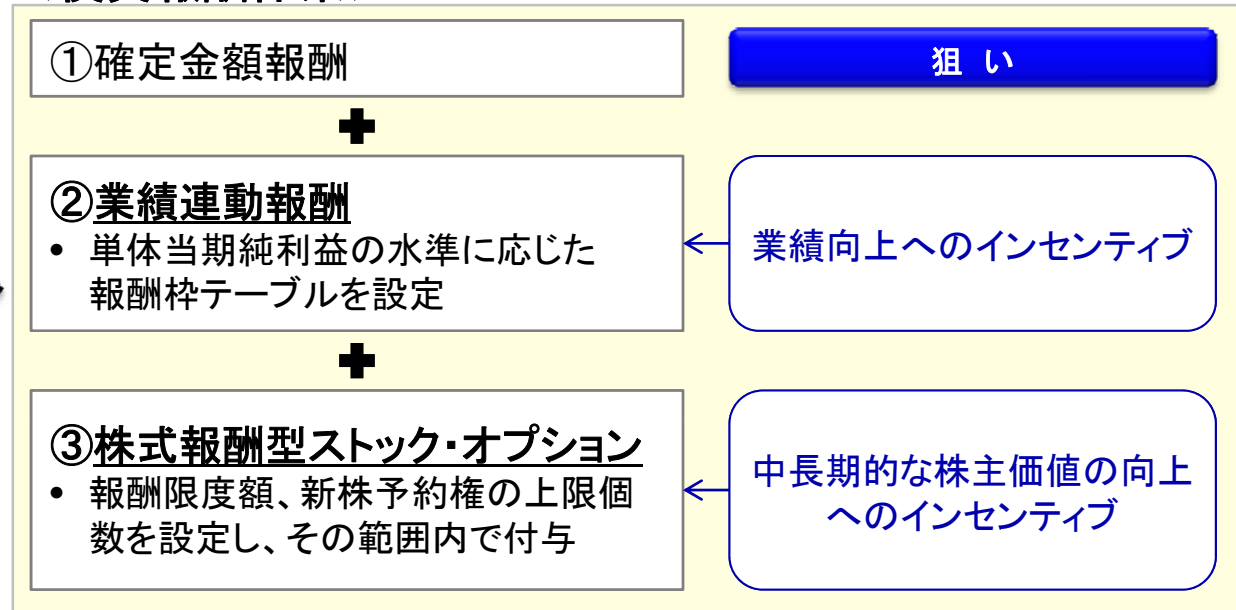 ①確定金額報酬
狙 い
②業績連動報酬
• 単体当期純利益の水準に応じた
報酬枠テーブルを設定
業績向上へのインセンティブ
③株式報酬型ストック・オプション
• 報酬限度額、新株予約権の上限個
数を設定し、その範囲内で付与
中長期的な株主価値の向上
へのインセンティブ